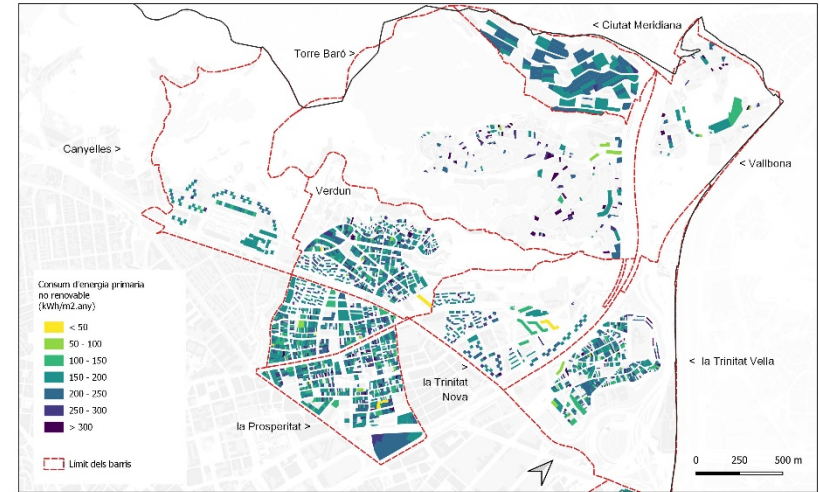 < Ciutat Meridiana
Torre Baró >
Canyelles >
< Vallbona
Verdun
Consum d'energia primaria
no renovable
(kWh/m2.any)
< 50
50 - 100
100 - 150
150 - 200
200 - 250
250 - 300
> 300
Límit dels barris
< la Trinitat Vella
>
la Trinitat
Nova
la Prosperitat >
0 250 500 m